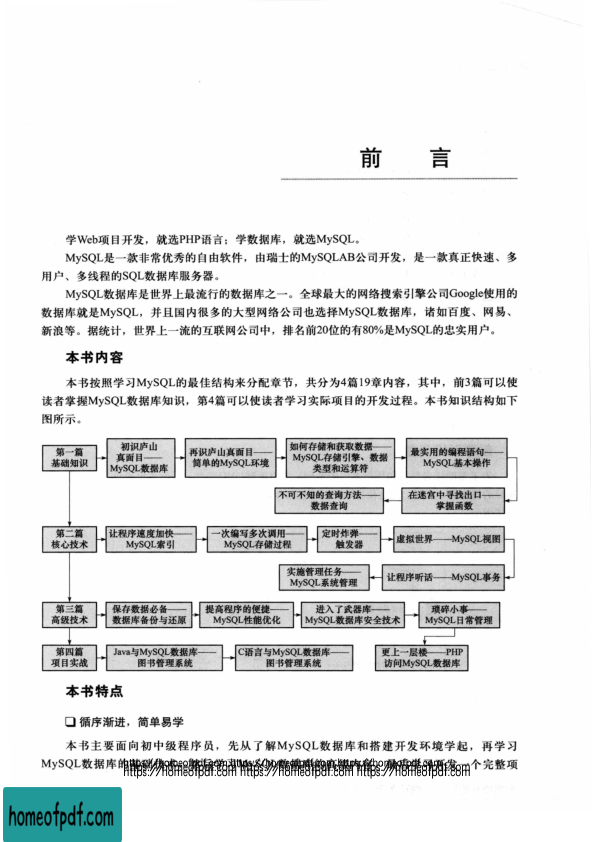 前 言
学Web项目开发，就选PHP语言；学数据库，就选MySQL。
MySQL是一款非常优秀的自由软件，由瑞士的MySQLAB公司开发，是一款真正快速、多
用户、多线程的SQL数据库服务器。
MySQL数据库是世界上最流行的数据库之一。全球最大的网络搜索引擎公司Google使用的
数据库就是MySQL，并且国内很多的大型网络公司也选择MySQL数据库，诸如百度、网易、
新浪等。据统计，世界上一流的互联网公司中，排名前20位的有80%是MySQL的忠实用户。
本书内容
本书按照学习MySQL的最佳结构来分配章节，共分为4篇19章内容，其中，前3篇可以使
读者掌握MySQL数据库知识，第4篇可以使读者学习实际项目的开发过程。本书知识结构如下
图所示。
第一篇
基础知识
初识庐山
真面目——
MySQL数据库
再识庐山真面目——
简单的MySQL环境
如何存储和获取数据——
MySQL存储引擎、数据
类型和运算符
最实用的编程语句——
MySQL基本操作
在迷宫中寻找出口——
掌握函数
不可不知的查询方法——
数据查询
第二篇
核心技术
让程序速度加快——
MySQL索引
一次编写多次调用——
MySQL存储过程
定时炸弹——
触发器
虚拟世界——MySQL视图
让程序听话——MySQL事务
实施管理任务——
MySQL系统管理
第三篇
高级技术
保存数据必备——
数据库备份与还原
提高程序的便捷——
MySQL性能优化
进入了武器库——
MySQL数据库安全技术
琐碎小事——
MySQL日常管理
第四篇
项目实战
Java与MySQL数据库——
图书管理系统
C语言与MySQL数据库——
图书管理系统
更上一层楼——PHP
访问MySQL数据库
本书特点
❑ 循序渐进，简单易学
本书主要面向初中级程序员，先从了解MySQL数据库和搭建开发环境学起，再学习
MySQL数据库的 一个完整项
https://homeofpdf.com https://homeofpdf.com https://homeofpdf.com
homeofpdf.com